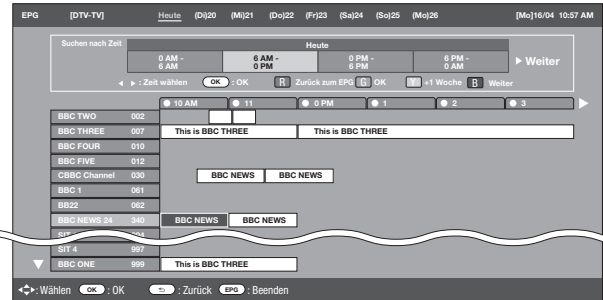 EPG [DTV-TV] Heute (Di)20 (Mi)21 (Do)22 (Fr)23 (Sa)24 (So)25 (Mo)26 [Mo]16/04 10:57 AM
Suchen nach Zeit Heute
0 AM - 6 AM 6 AM - 0 PM 0 PM - 6 PM 6 PM - 0 AM Weiter
: Zeit wählen OK : OK R Zurück zum EPG G OK Y +1 Woche B Weiter
10 AM 11 0 PM 1 2 3
BBC TWO 002
BBC THREE 007 This is BBC THREE This is BBC THREE
BBC FOUR 010
BBC FIVE 012
CBBC Channel 030 BBC NEWS BBC NEWS
BBC 1 061
BB22 062
BBC NEWS 24 340 BBC NEWS BBC NEWS
SIT 4 997
BBC ONE 999 This is BBC THREE
: Wählen OK : OK : Zurück EPG : Beenden